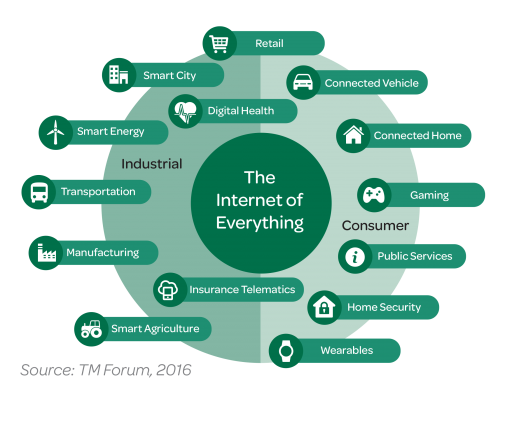 Retail
Smart City
Connected Vehicle
Digital Health
Smart Energy
Connected Home
Industrial
The
Internet of
Everything
Transportation
Gaming
Consumer
Manufacturing
Public Services
Insurance Telematics
Home Security
Smart Agriculture
Wearables
Source: TM Forum, 2016